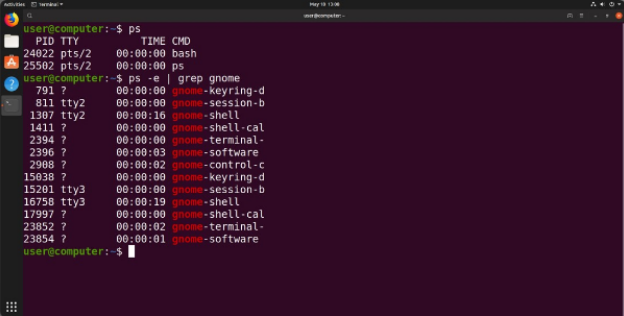 Activities Terminal May 18 13:08
user@computer: ~
user@computer:~$ ps
PID TTY TIME CMD
24022 pts/2 00:00:00 bash
25502 pts/2 00:00:00 ps
user@computer:~$ ps -e | grep gnome
791 ? 00:00:00 gnome-keyring-d
811 tty2 00:00:00 gnome-session-b
1307 tty2 00:00:16 gnome-shell
1411 ? 00:00:00 gnome-shell-cal
2394 ? 00:00:00 gnome-terminal-
2396 ? 00:00:03 gnome-software
2908 ? 00:00:02 gnome-control-c
15038 ? 00:00:00 gnome-keyring-d
15201 tty3 00:00:00 gnome-session-b
16758 tty3 00:00:19 gnome-shell
17997 ? 00:00:00 gnome-shell-cal
23852 ? 00:00:02 gnome-terminal-
23854 ? 00:00:01 gnome-software
user@computer:~$